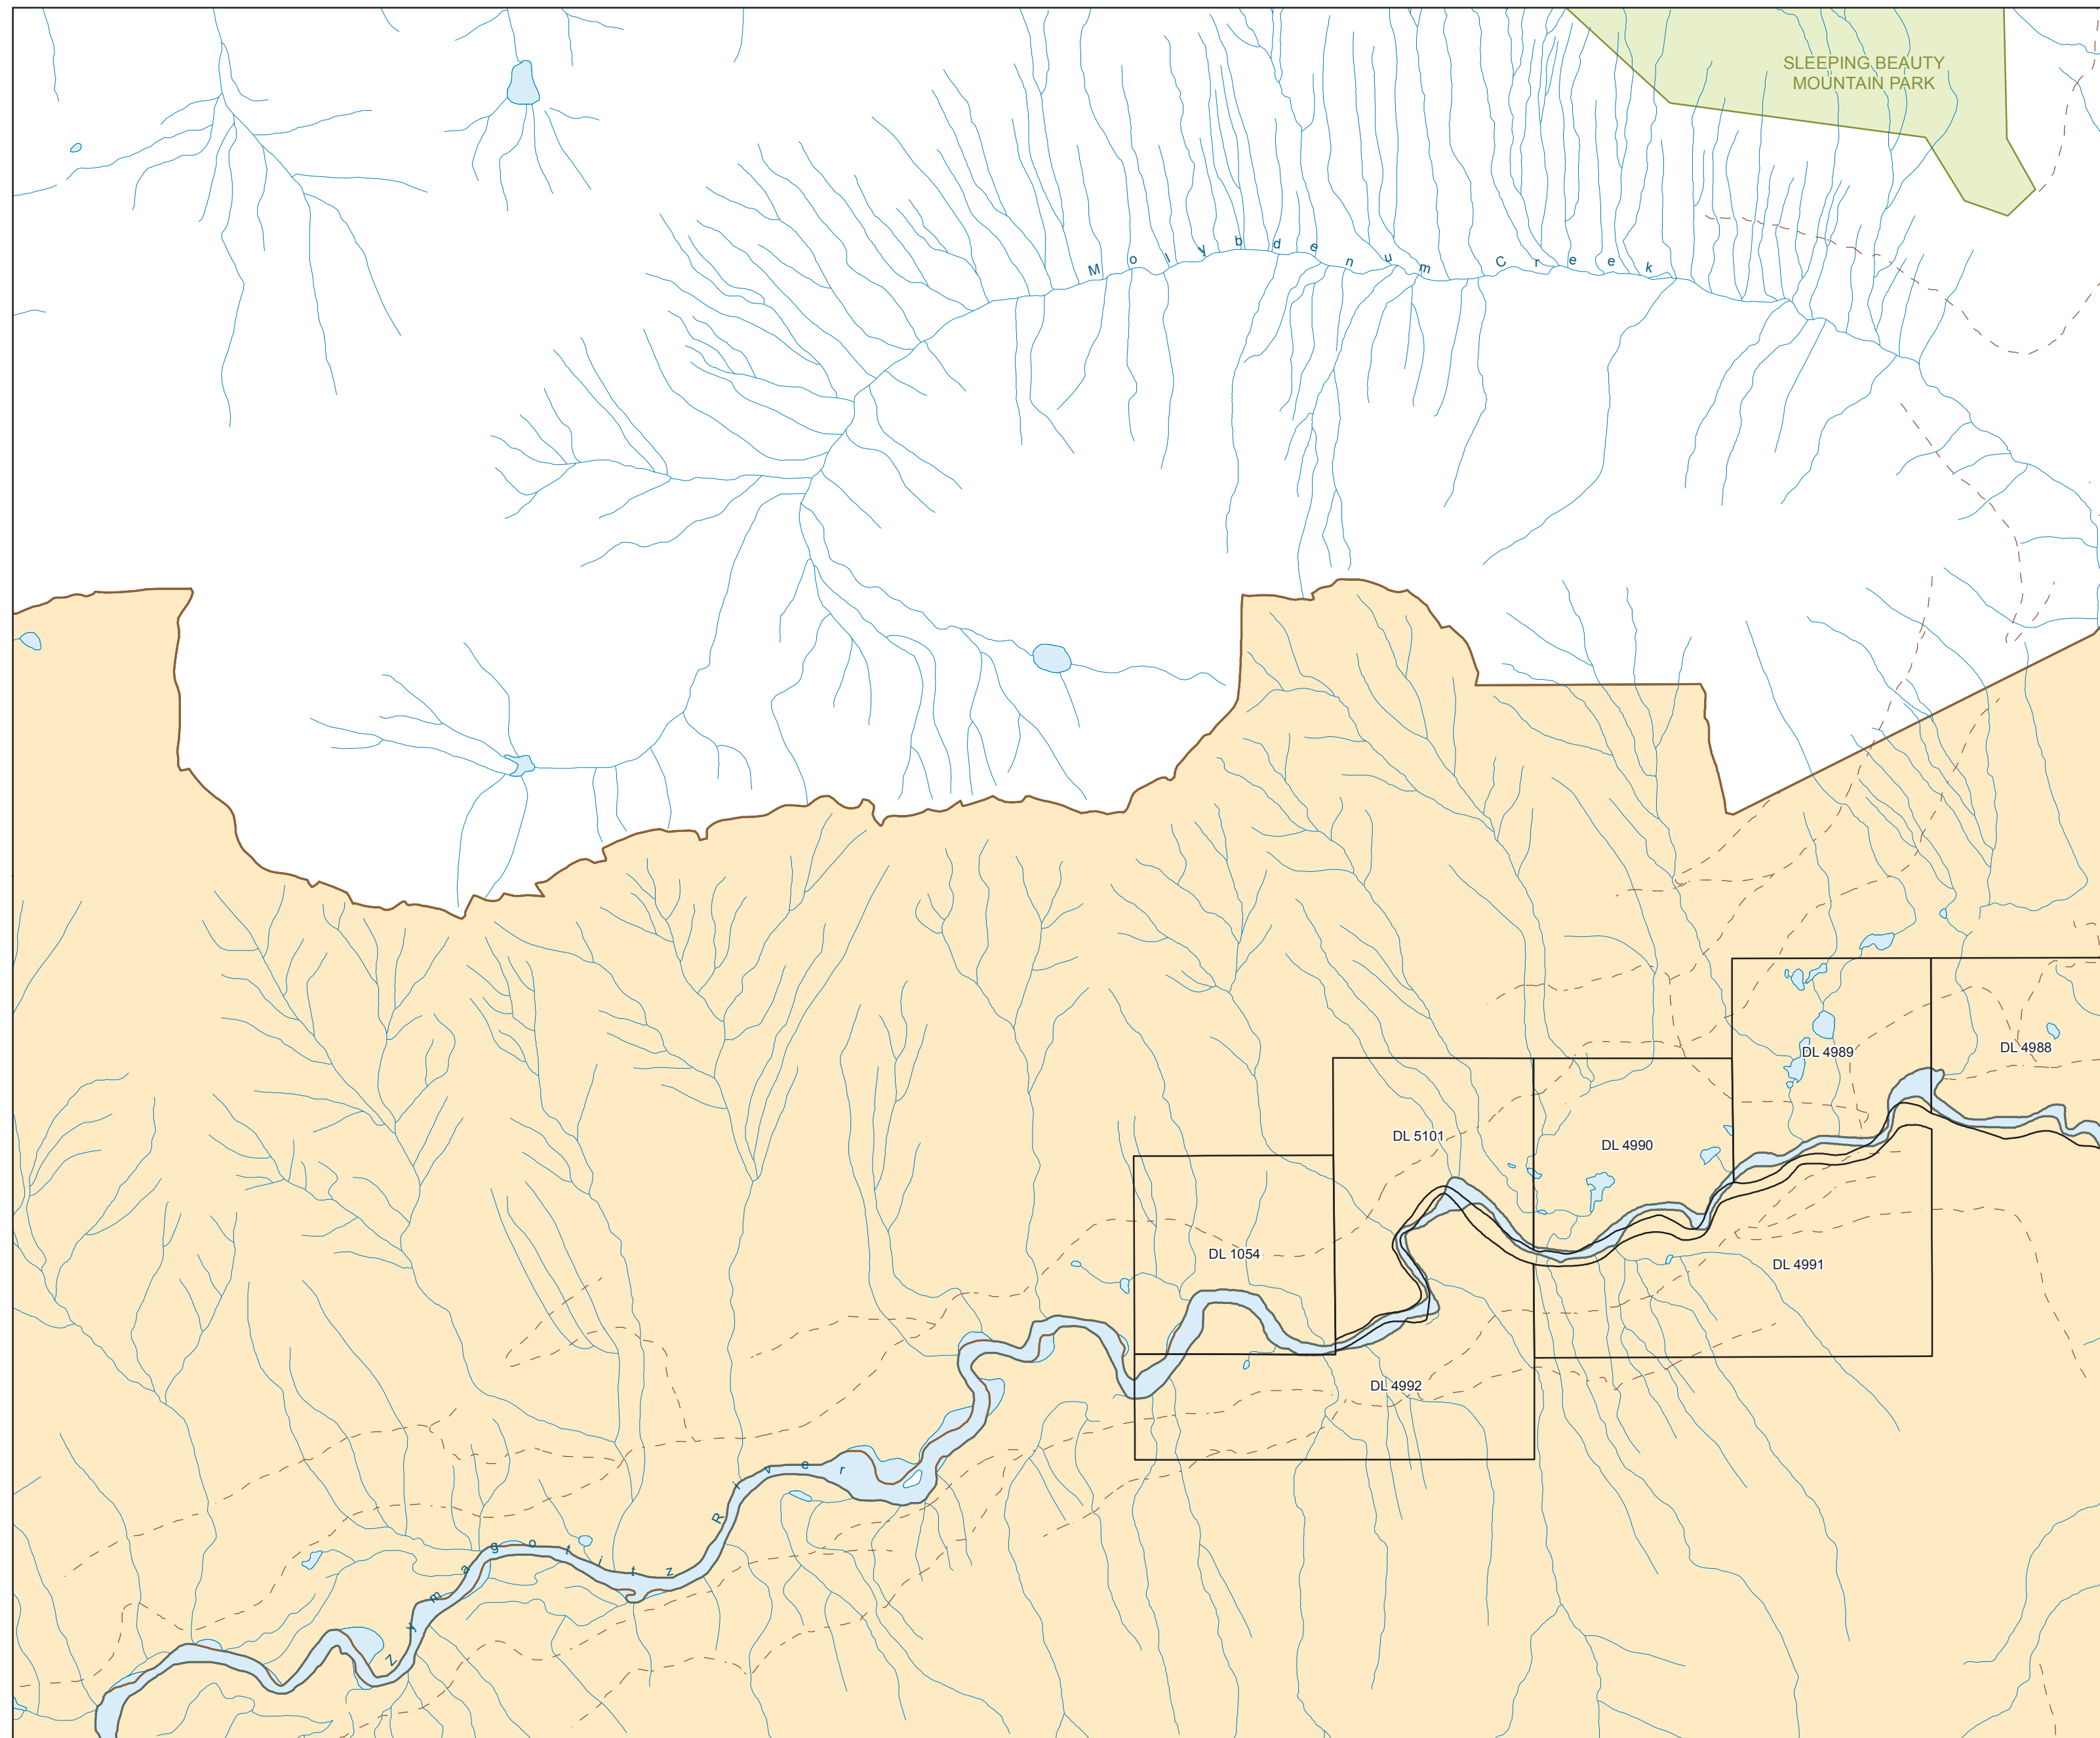 SLEEPING BEAUTY
MOUNTAIN PARK
Molybdenum Creek
DL 4989
DL 4988
DL 5101
DL 4990
DL 1054
DL 4991
DL 4992
Zymagotitz River